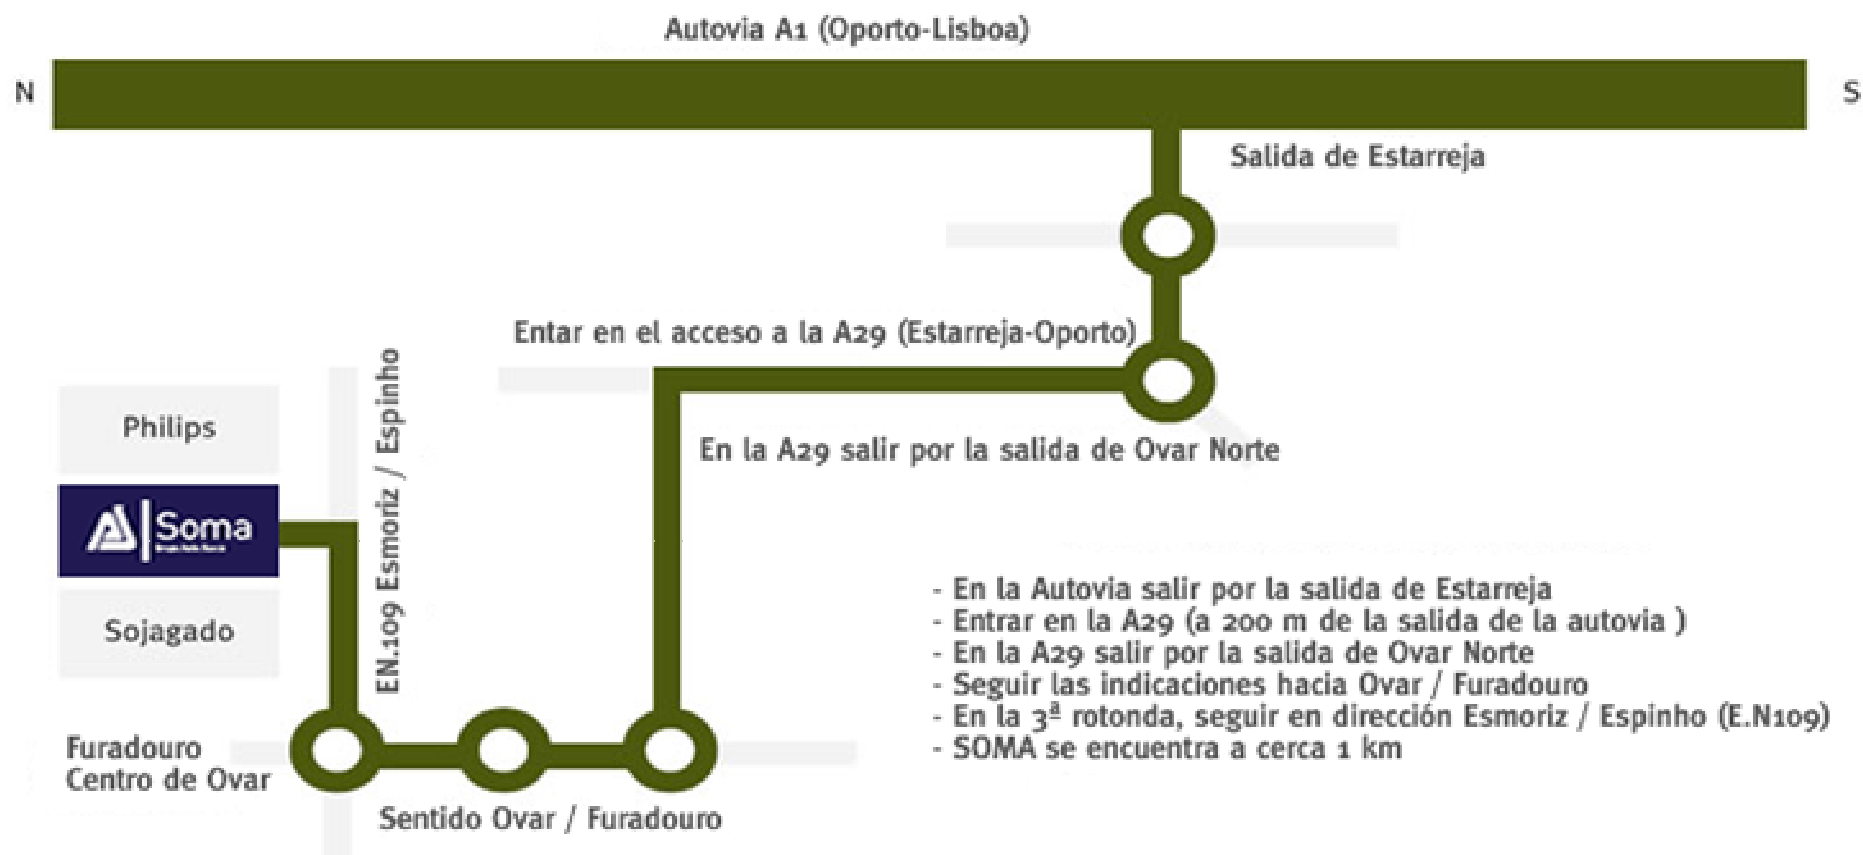 Autovia A1 (Oporto-Lisboa)
N
S
Salida de Estarreja
Entar en el acceso a la A29 (Estarreja-Oporto)
En la A29 salir por la salida de Ovar Norte
EN.109 Esmoriz / Espinho
Philips
Soma
Sojagado
- En la Autovia salir por la salida de Estarreja
- Entrar en la A29 (a 200 m de la salida de la autovia )
- En la A29 salir por la salida de Ovar Norte
- Seguir las indicaciones hacia Ovar / Furadouro
- En la 3ª rotonda, seguir en dirección Esmoriz / Espinho (E.N109)
- SOMA se encuentra a cerca 1 km
Furadouro
Centro de Ovar
Sentido Ovar / Furadouro